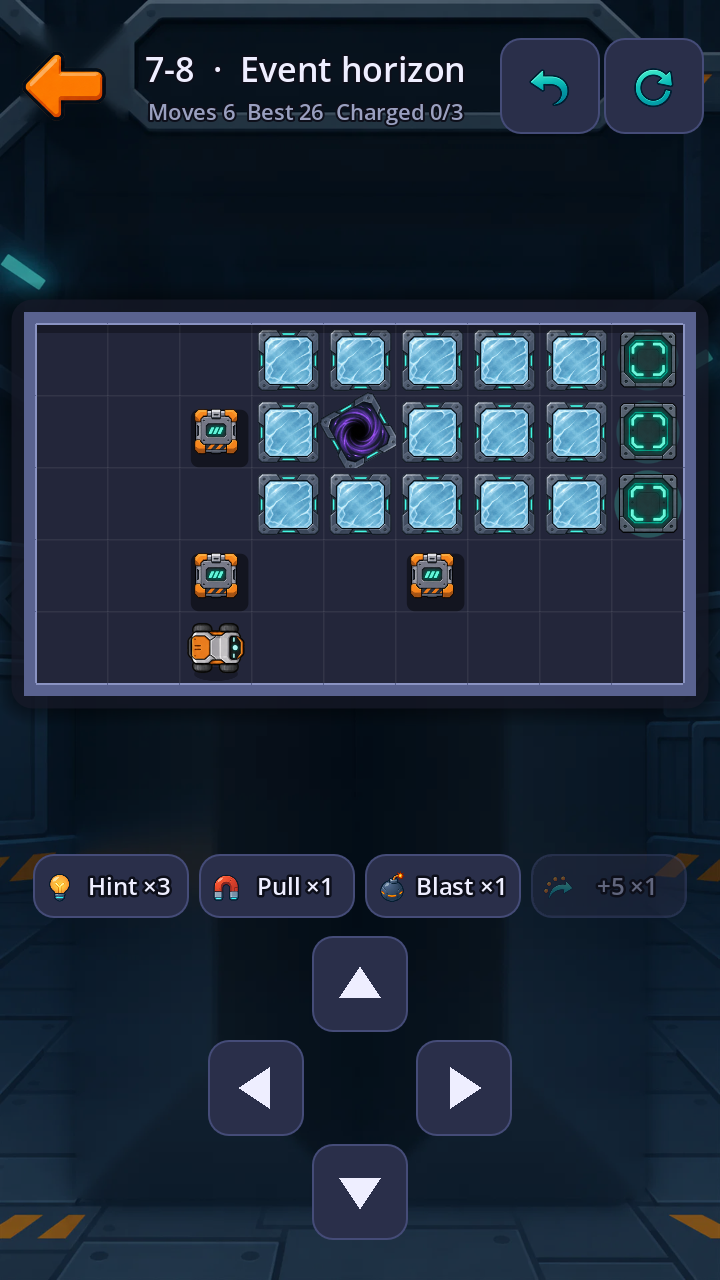 7-8 · Event horizon
Moves 6 Best 26 Charged 0/3
Hint ×3
Pull ×1
Blast ×1
+5 ×1